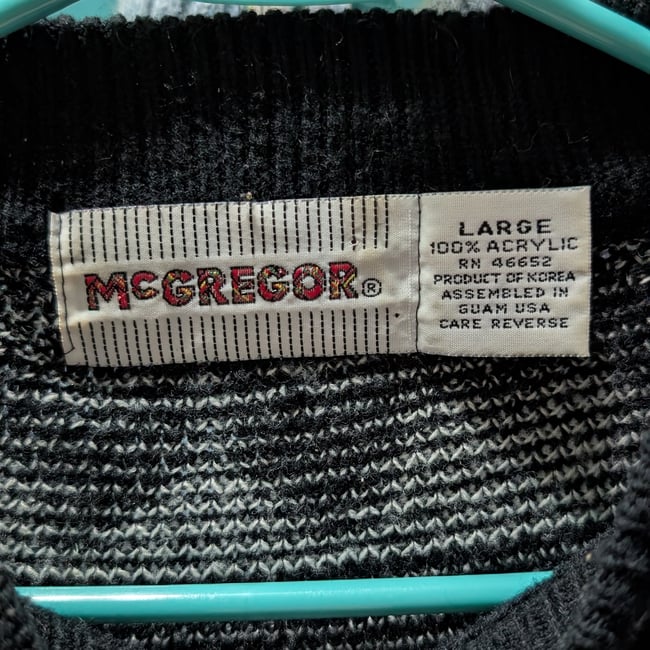 McGREGOR®
LARGE
100% ACRYLIC
RN 46652
PRODUCT OF KOREA
ASSEMBLED IN
GUAM USA
CARE REVERSE